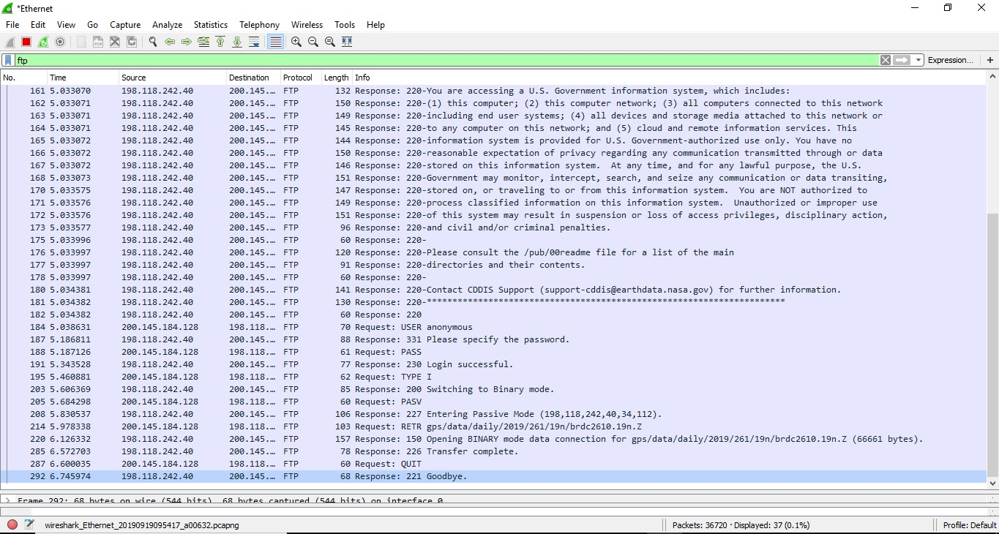 *Ethernet
File Edit View Go Capture Analyze Statistics Telephony Wireless Tools Help
ftp Expression... +
No. Time Source Destination Protocol Length Info
161 5.033070 198.118.242.40 200.145.… FTP 132 Response: 220-You are accessing a U.S. Government information system, which includes:
162 5.033071 198.118.242.40 200.145.… FTP 150 Response: 220-(1) this computer; (2) this computer network; (3) all computers connected to this network
163 5.033071 198.118.242.40 200.145.… FTP 149 Response: 220-including end user systems; (4) all devices and storage media attached to this network or
164 5.033071 198.118.242.40 200.145.… FTP 145 Response: 220-to any computer on this network; and (5) cloud and remote information services. This
165 5.033072 198.118.242.40 200.145.… FTP 144 Response: 220-information system is provided for U.S. Government-authorized use only. You have no
166 5.033072 198.118.242.40 200.145.… FTP 150 Response: 220-reasonable expectation of privacy regarding any communication transmitted through or data
167 5.033072 198.118.242.40 200.145.… FTP 146 Response: 220-stored on this information system.  At any time, and for any lawful purpose, the U.S.
168 5.033073 198.118.242.40 200.145.… FTP 151 Response: 220-Government may monitor, intercept, search, and seize any communication or data transiting,
170 5.033575 198.118.242.40 200.145.… FTP 147 Response: 220-stored on, or traveling to or from this information system.  You are NOT authorized to
171 5.033576 198.118.242.40 200.145.… FTP 149 Response: 220-process classified information on this information system.  Unauthorized or improper use
172 5.033576 198.118.242.40 200.145.… FTP 151 Response: 220-of this system may result in suspension or loss of access privileges, disciplinary action,
173 5.033577 198.118.242.40 200.145.… FTP 96 Response: 220-and civil and/or criminal penalties.
175 5.033996 198.118.242.40 200.145.… FTP 60 Response: 220-
176 5.033997 198.118.242.40 200.145.… FTP 120 Response: 220-Please consult the /pub/00readme file for a list of the main
177 5.033997 198.118.242.40 200.145.… FTP 91 Response: 220-directories and their contents.
178 5.033997 198.118.242.40 200.145.… FTP 60 Response: 220-
180 5.034381 198.118.242.40 200.145.… FTP 141 Response: 220-Contact CDDIS Support (support-cddis@earthdata.nasa.gov) for further information.
181 5.034382 198.118.242.40 200.145.… FTP 130 Response: 220-**********************************************************************
182 5.034382 198.118.242.40 200.145.… FTP 60 Response: 220
184 5.038631 200.145.184.128 198.118.… FTP 70 Request: USER anonymous
187 5.186811 198.118.242.40 200.145.… FTP 88 Response: 331 Please specify the password.
188 5.187126 200.145.184.128 198.118.… FTP 61 Request: PASS
191 5.343528 198.118.242.40 200.145.… FTP 77 Response: 230 Login successful.
195 5.460881 200.145.184.128 198.118.… FTP 62 Request: TYPE I
203 5.606369 198.118.242.40 200.145.… FTP 85 Response: 200 Switching to Binary mode.
205 5.684298 200.145.184.128 198.118.… FTP 60 Request: PASV
208 5.830537 198.118.242.40 200.145.… FTP 106 Response: 227 Entering Passive Mode (198,118,242,40,34,112).
214 5.978338 200.145.184.128 198.118.… FTP 103 Request: RETR gps/data/daily/2019/261/19n/brdc2610.19n.Z
220 6.126332 198.118.242.40 200.145.… FTP 157 Response: 150 Opening BINARY mode data connection for gps/data/daily/2019/261/19n/brdc2610.19n.Z (66661 bytes).
285 6.572703 198.118.242.40 200.145.… FTP 78 Response: 226 Transfer complete.
287 6.600035 200.145.184.128 198.118.… FTP 60 Request: QUIT
292 6.745974 198.118.242.40 200.145.… FTP 68 Response: 221 Goodbye.
Frame 292: 68 bytes on wire (544 bits), 68 bytes captured (544 bits) on interface 0
wireshark_Ethernet_20190919095417_a00632.pcapng Packets: 36720 · Displayed: 37 (0.1%) Profile: Default